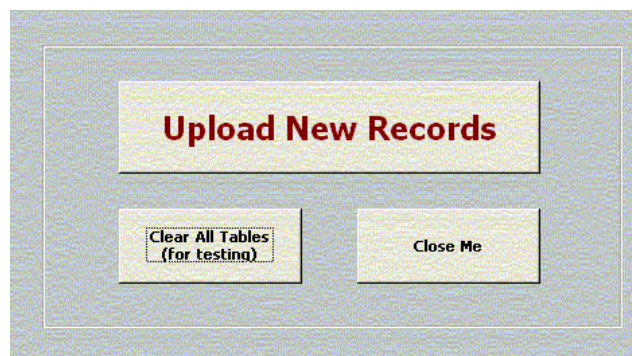 Upload New Records
Clear All Tables
(for testing)
Close Me